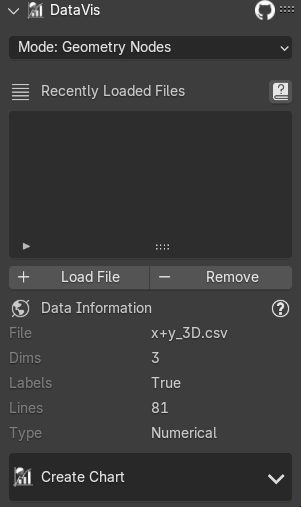 DataVis
Mode: Geometry Nodes
Recently Loaded Files
+ Load File − Remove
Data Information ?
File x+y_3D.csv
Dims 3
Labels True
Lines 81
Type Numerical
Create Chart